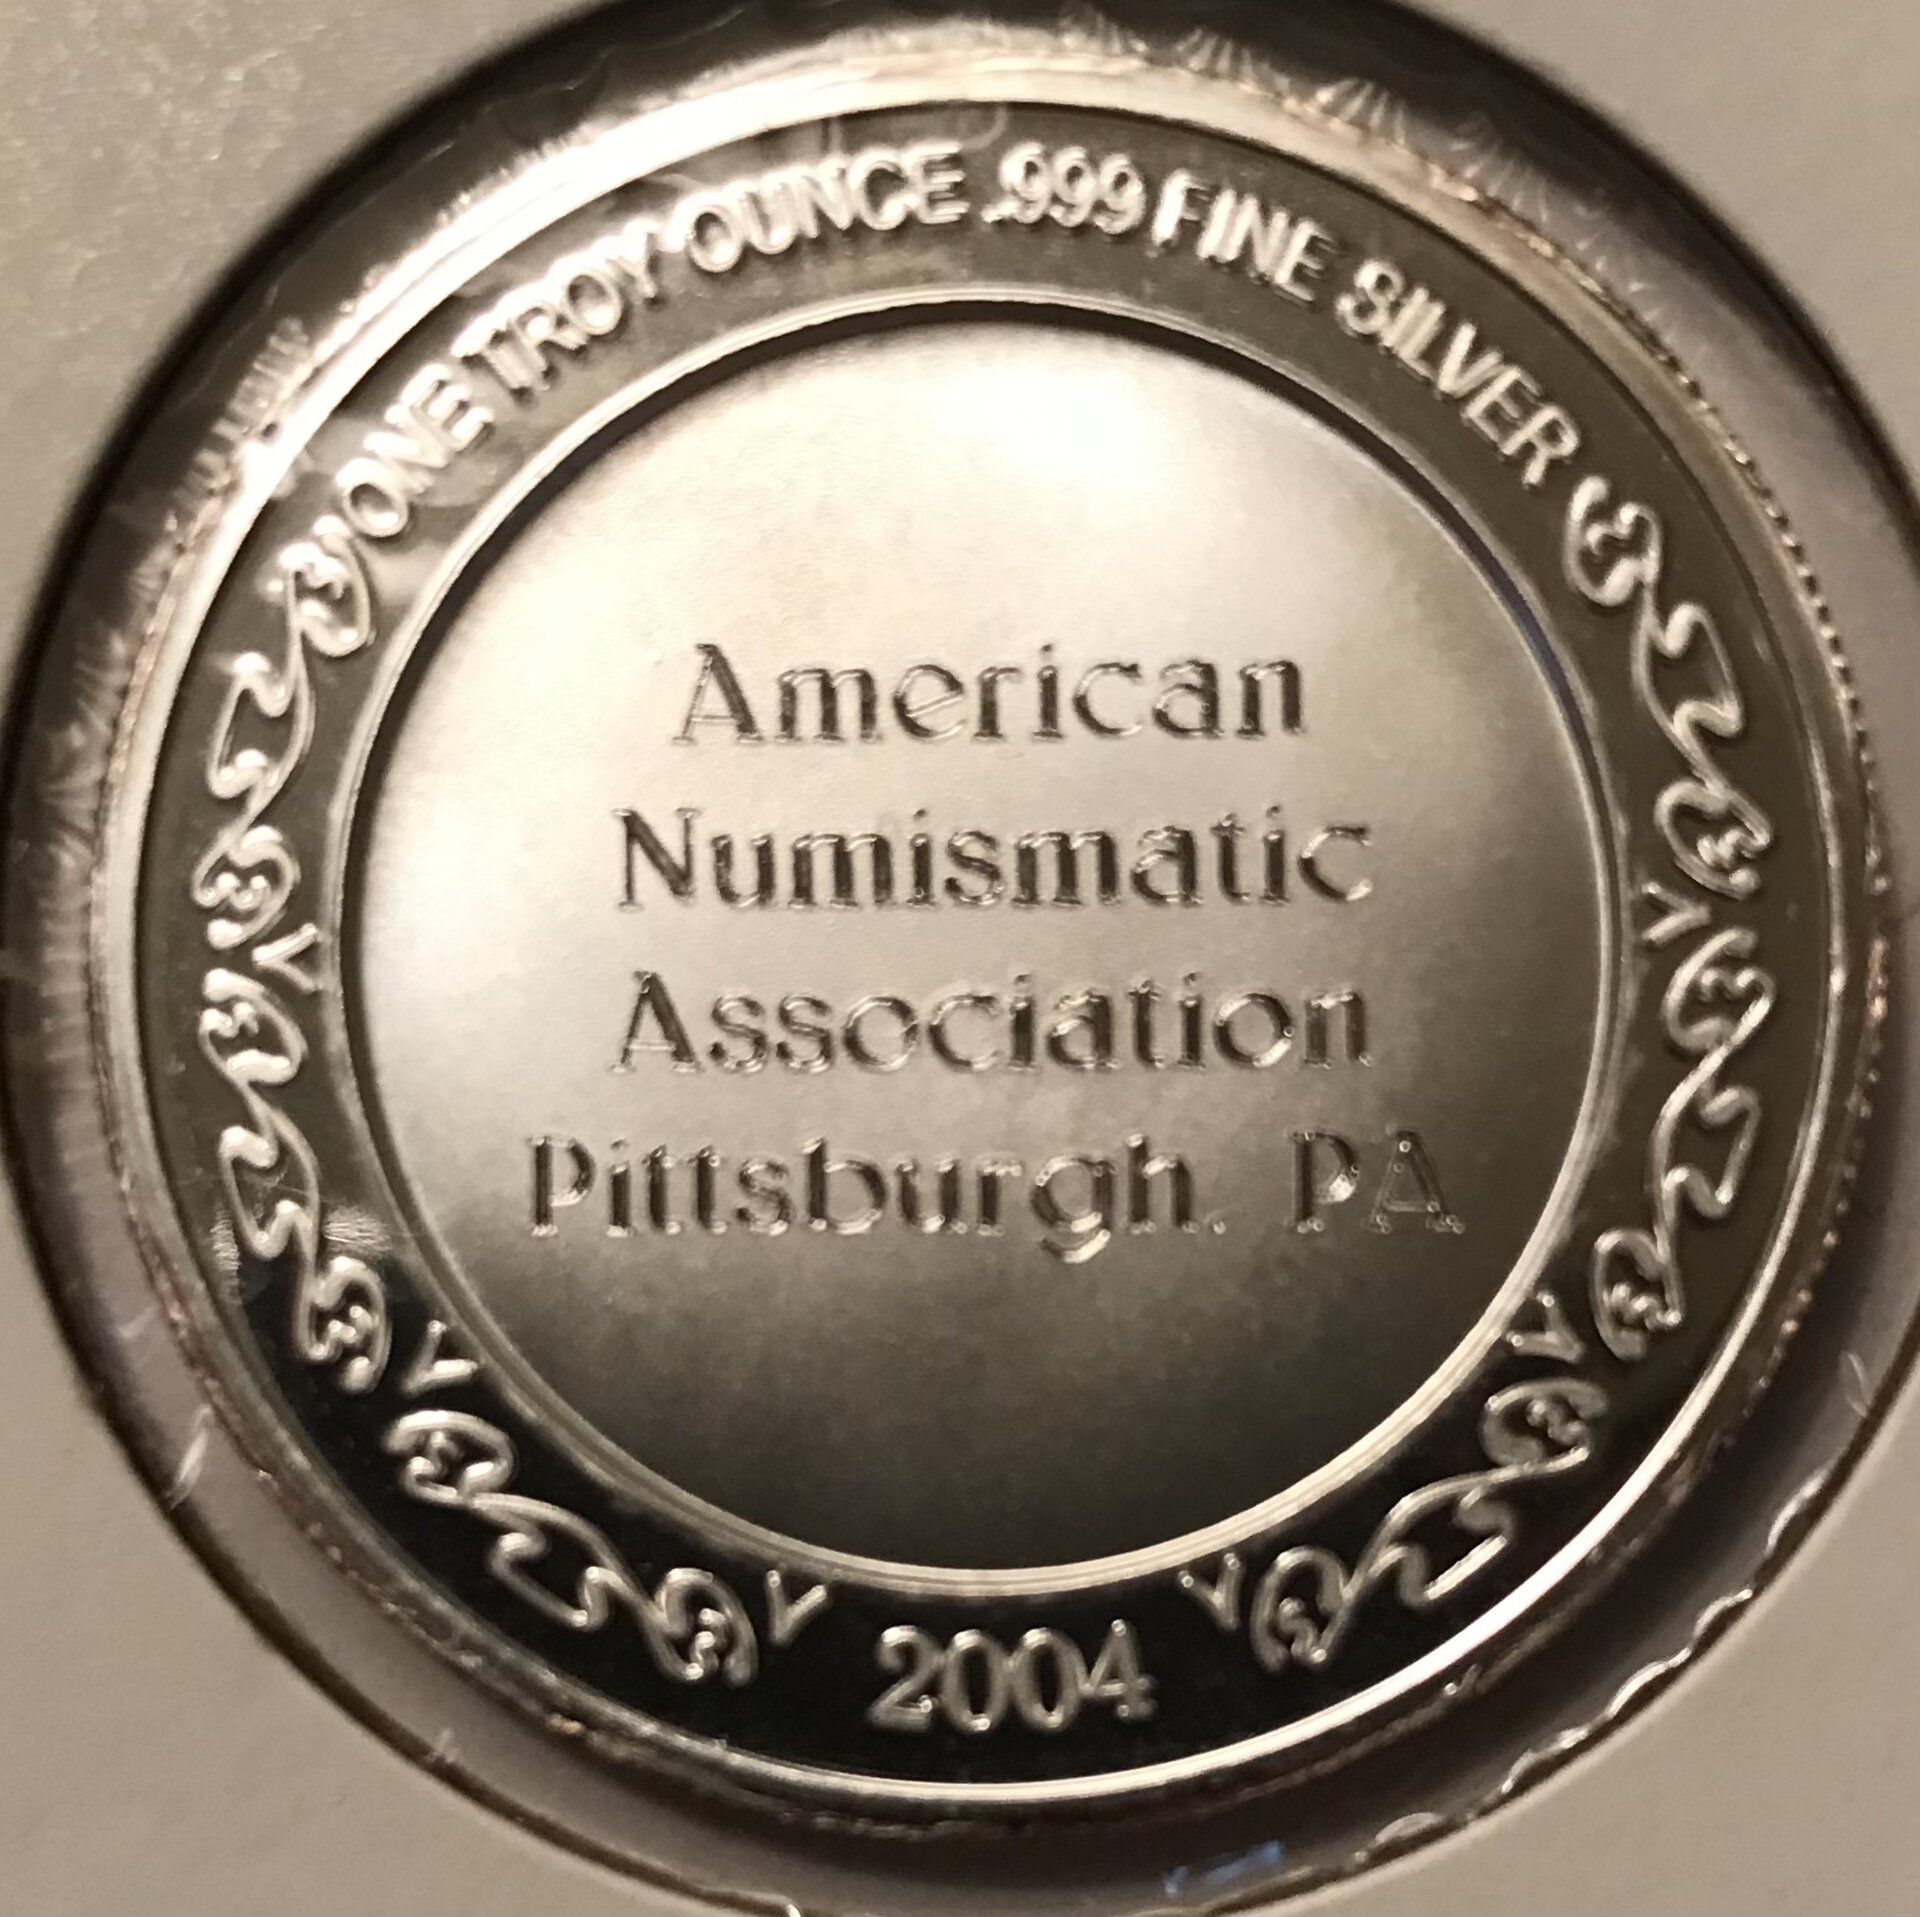 ONE TROY OUNCE .999 FINE SILVER
American
Numismatic
Association
Pittsburgh, PA
2004